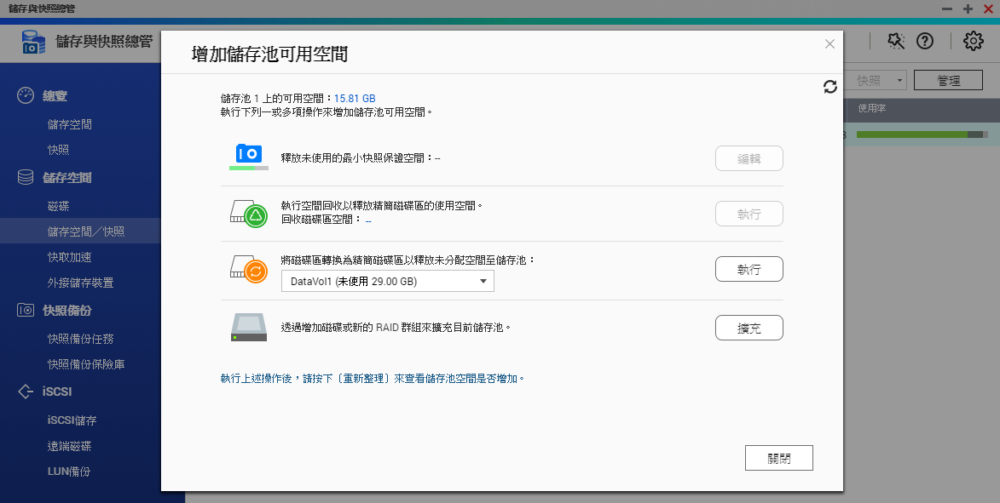 儲存與快照總管
儲存與快照總管
總覽
儲存空間
快照
儲存空間
磁碟
儲存空間／快照
快取加速
外接儲存裝置
快照備份
快照備份任務
快照備份保險庫
iSCSI
iSCSI儲存
遠端磁碟
LUN備份
快照
管理
使用率
增加儲存池可用空間
儲存池 1 上的可用空間：15.81 GB
執行下列一或多項操作來增加儲存池可用空間。
釋放未使用的最小快照保證空間：--
編輯
執行空間回收以釋放精簡磁碟區的使用空間。
回收磁碟區空間： --
執行
將磁碟區轉換為精簡磁碟區以釋放未分配空間至儲存池：
DataVol1 (未使用 29.00 GB)
執行
透過增加磁碟或新的 RAID 群組來擴充目前儲存池。
擴充
執行上述操作後，請按下〔重新整理〕來查看儲存池空間是否增加。
關閉